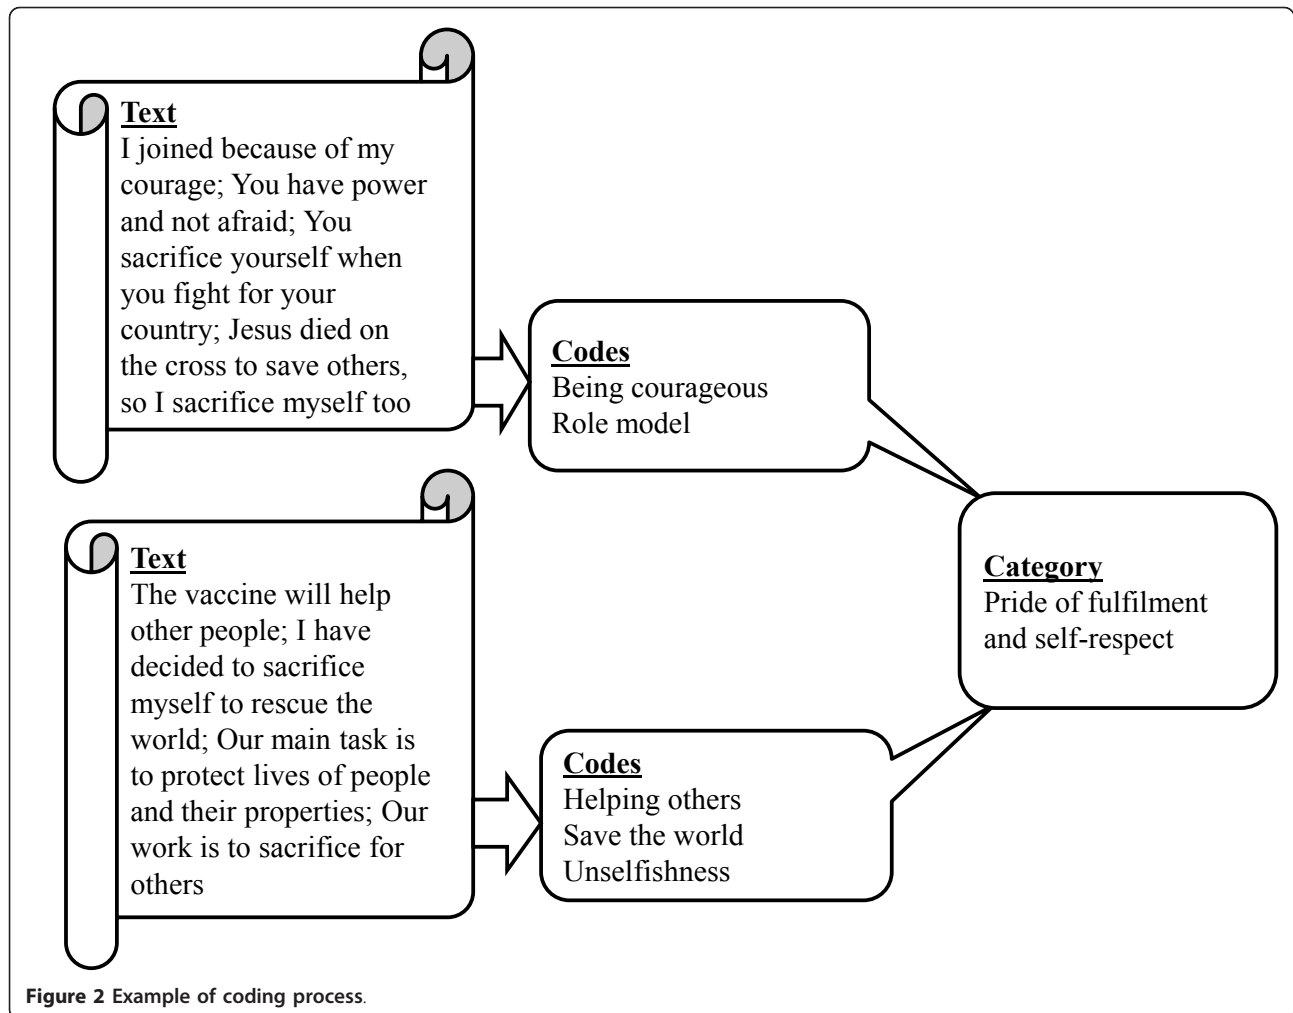 Text
I joined because of my
courage; You have power
and not afraid; You
sacrifice yourself when
you fight for your
country; Jesus died on
the cross to save others,
so I sacrifice myself too
Codes
Being courageous
Role model
Text
The vaccine will help
other people; I have
decided to sacrifice
myself to rescue the
world; Our main task is
to protect lives of people
and their properties; Our
work is to sacrifice for
others
Codes
Helping others
Save the world
Unselfishness
Category
Pride of fulfilment
and self-respect
Figure 2 Example of coding process.